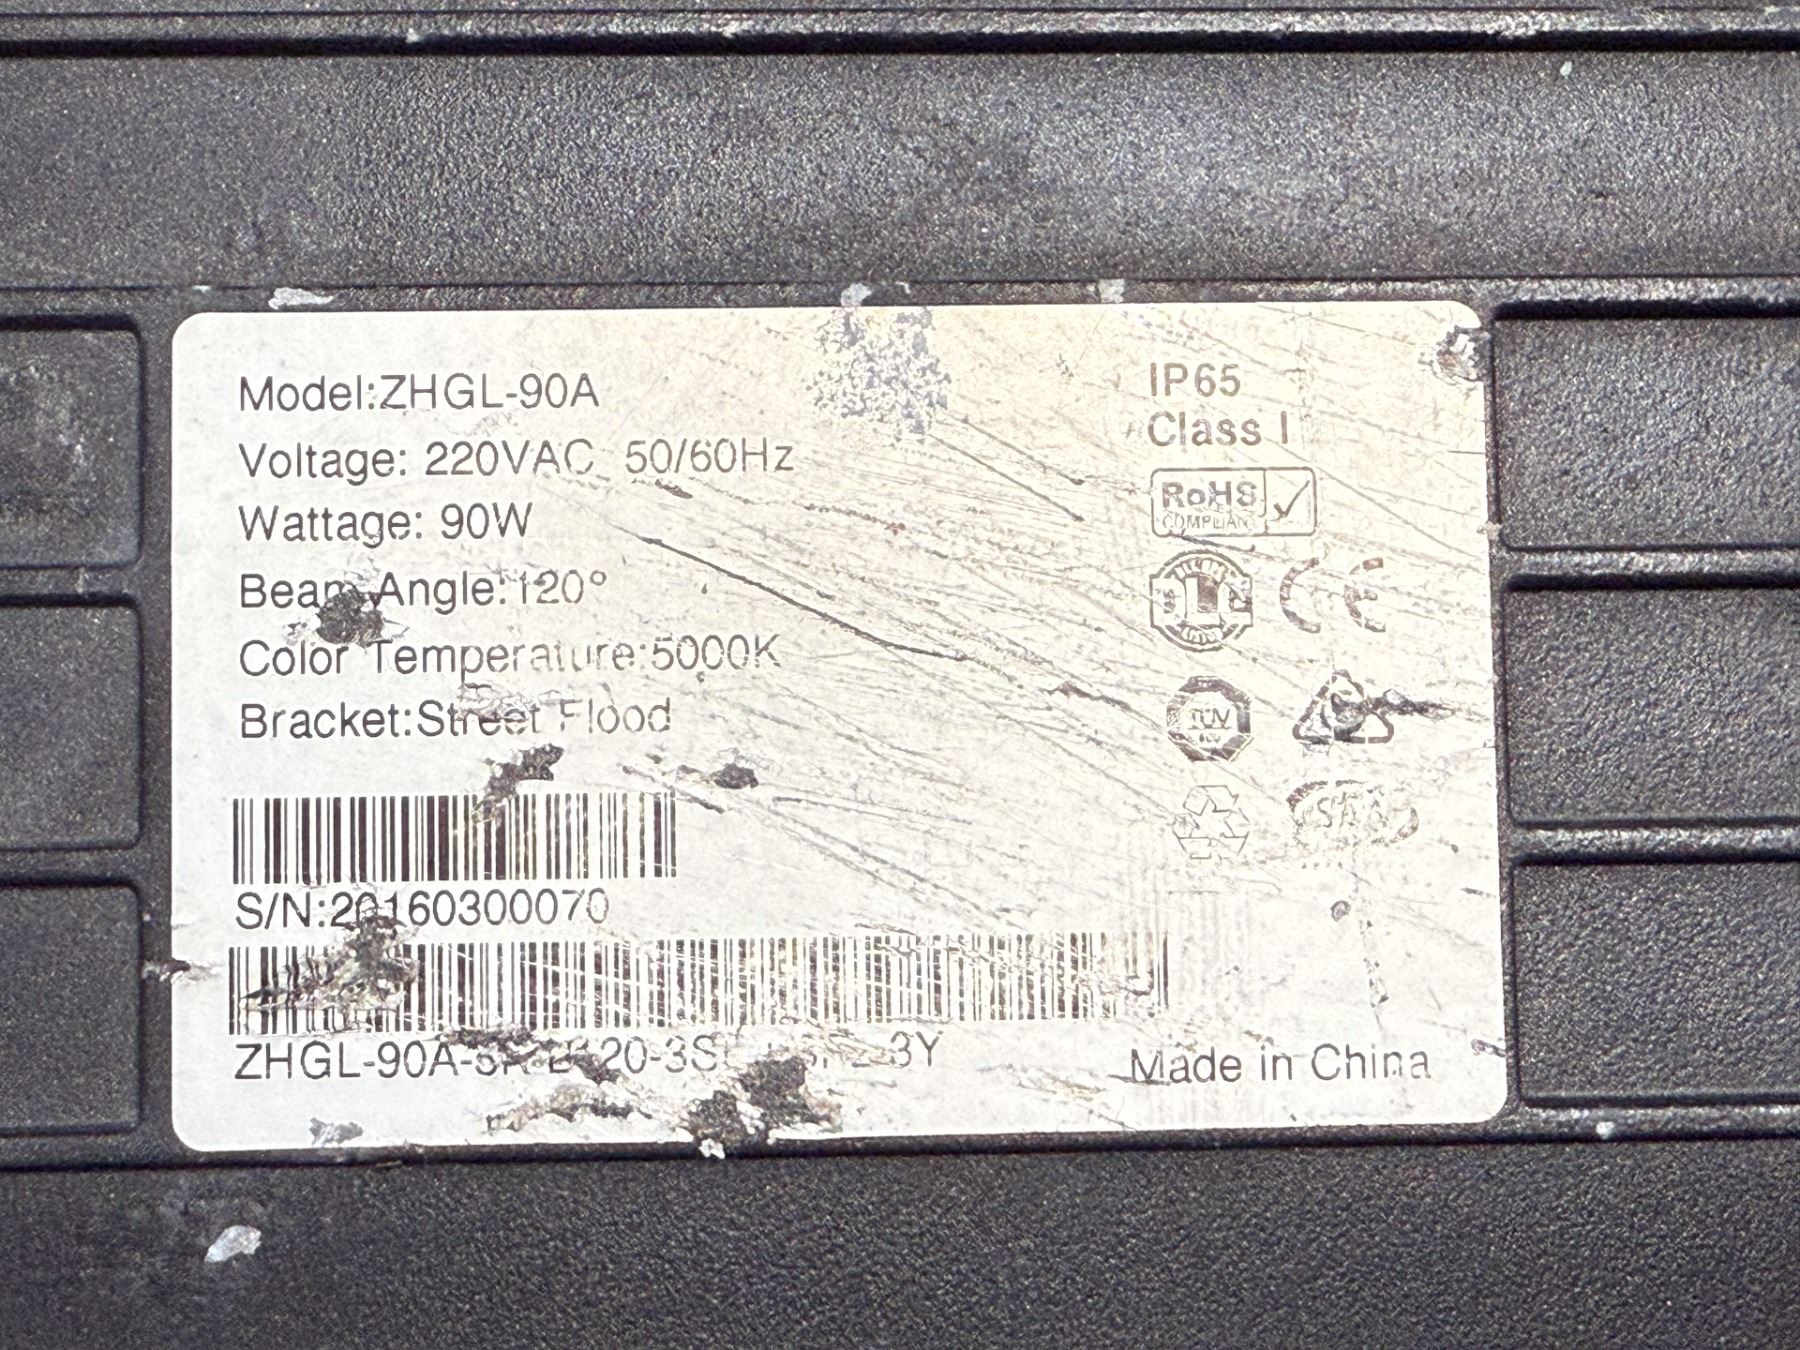 Model:ZHGL-90A
Voltage: 220VAC 50/60Hz
Wattage: 90W
Beam Angle:120°
Color Temperature:5000K
Bracket:Street Flood
S/N:20160300070
IP65
Class I
RoHS
COMPLIANT
CE
TÜV
SAA
Made in China